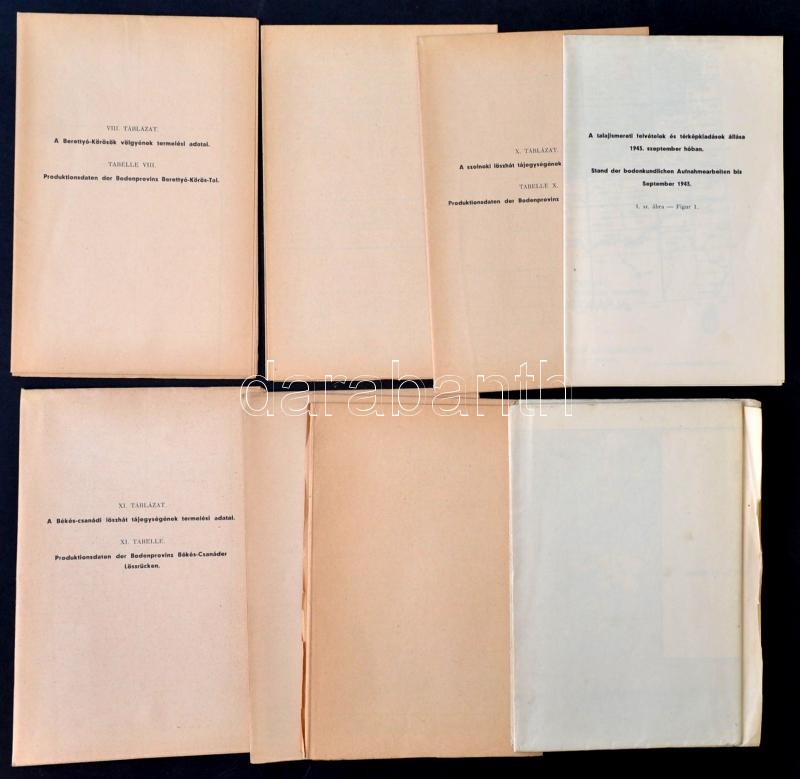 VIII. TÁBLÁZAT.
A Berettyó-Körösök völgyének termelési adatai.
TABELLE VIII.
Produktionsdaten der Bodenprovinz Berettyó-Körös-Tal.
X. TÁBLÁZAT.
A szolnoki löszhát tájegységének
TABELLE X.
Produktionsdaten der Bodenprovinz
A talajismereti felvételek és térképkiadások állása
1943. szeptember hóban.
Stand der bodenkundlichen Aufnahmearbeiten bis
September 1943.
1. sz. ábra — Figur 1.
darabanth
XI. TÁBLÁZAT.
A Békés-csanádi löszhát tájegységének termelési adatai.
XI. TABELLE.
Produktionsdaten der Bodenprovinz Békés-Csanáder
Lössrücken.